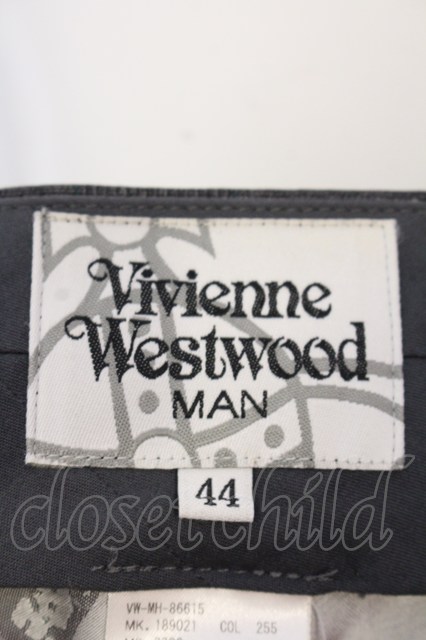 Vivienne
Westwood
MAN
44
closet child
VW-MH-86615
MK. 189021 COL 255